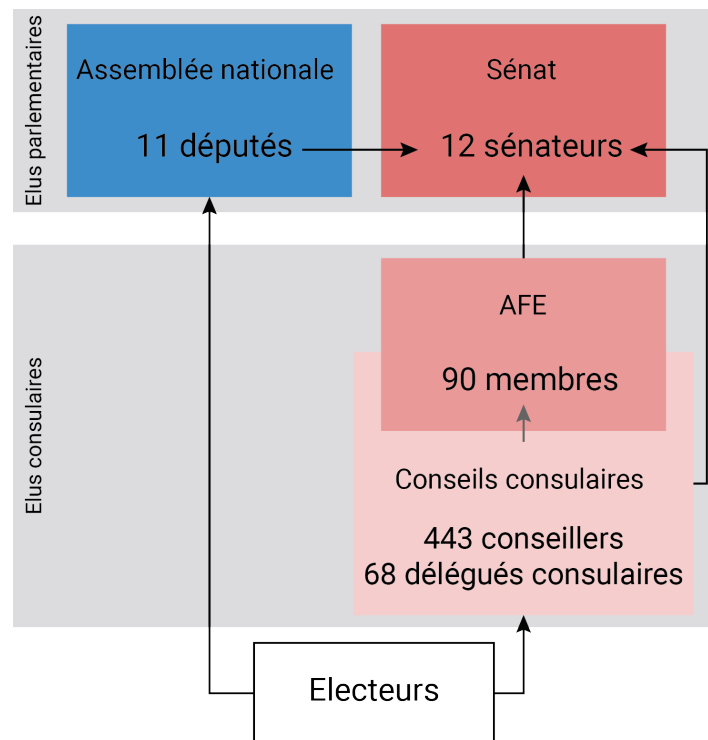 Elus parlementaires
Assemblée nationale
11 députés
Sénat
12 sénateurs
Elus consulaires
AFE
90 membres
Conseils consulaires
443 conseillers
68 délégués consulaires
Electeurs